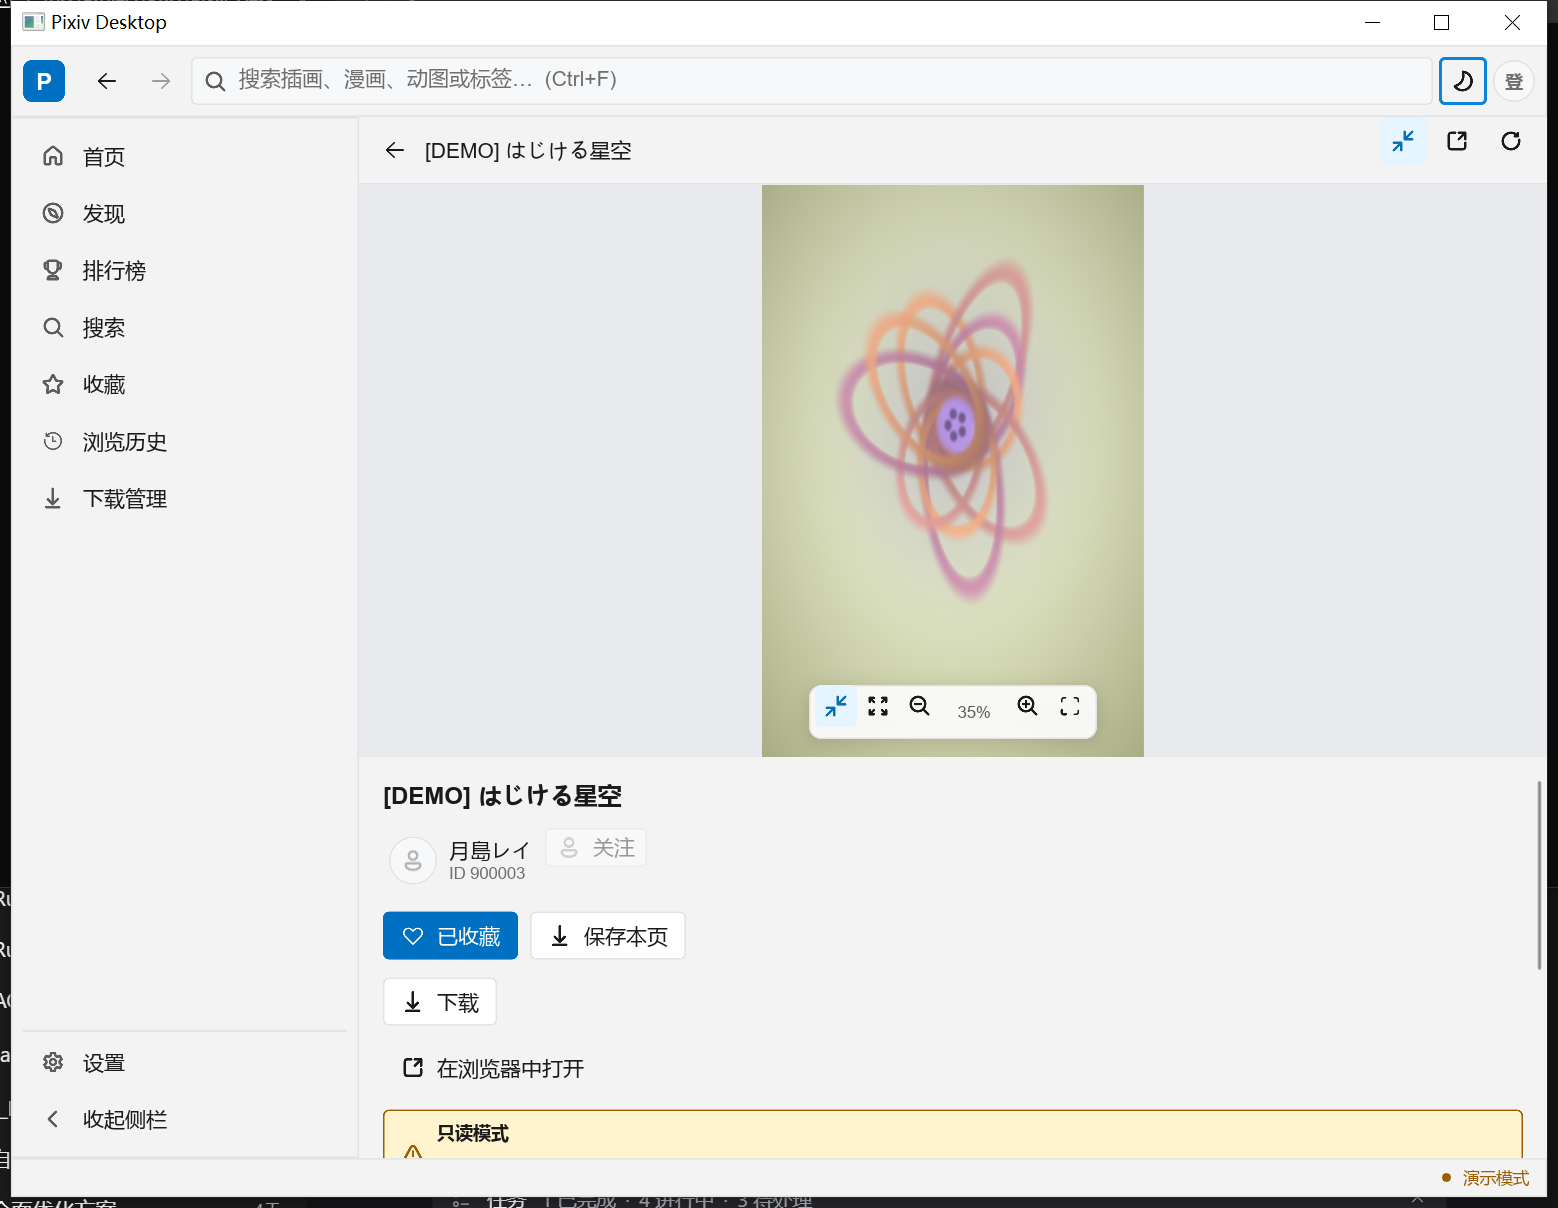 Pixiv Desktop
P
搜索插画、漫画、动图或标签… (Ctrl+F)
登
首页
发现
排行榜
搜索
收藏
浏览历史
下载管理
设置
收起侧栏
[DEMO] はじける星空
35%
[DEMO] はじける星空
月島レイ
ID 900003
关注
已收藏
保存本页
下载
在浏览器中打开
只读模式
演示模式